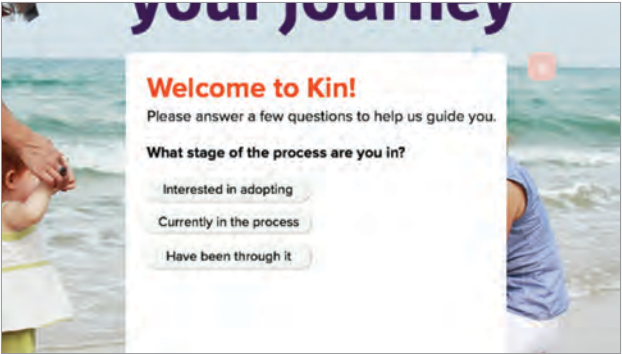 your journey
Welcome to Kin!
Please answer a few questions to help us guide you.
What stage of the process are you in?
Interested in adopting
Currently in the process
Have been through it